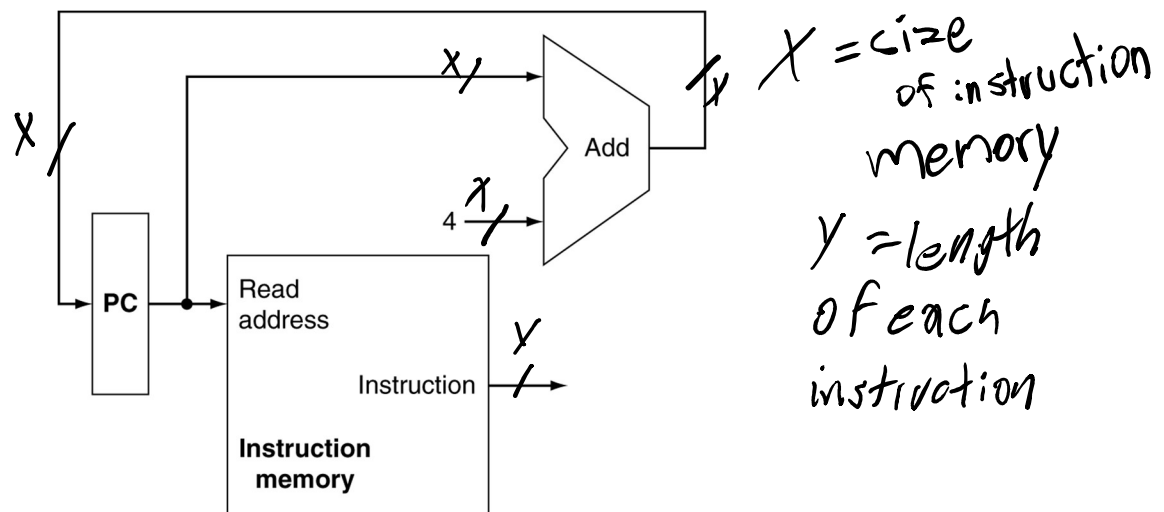 X
X
X
X = cize
of instruction
memory
Add
X
4
PC
Read
address
Y
Instruction
Instruction
memory
Y = length
of each
instruction